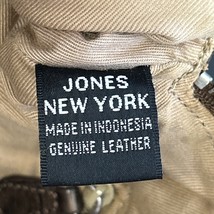 JONES
NEW YORK
MADE IN INDONESIA
GENUINE LEATHER